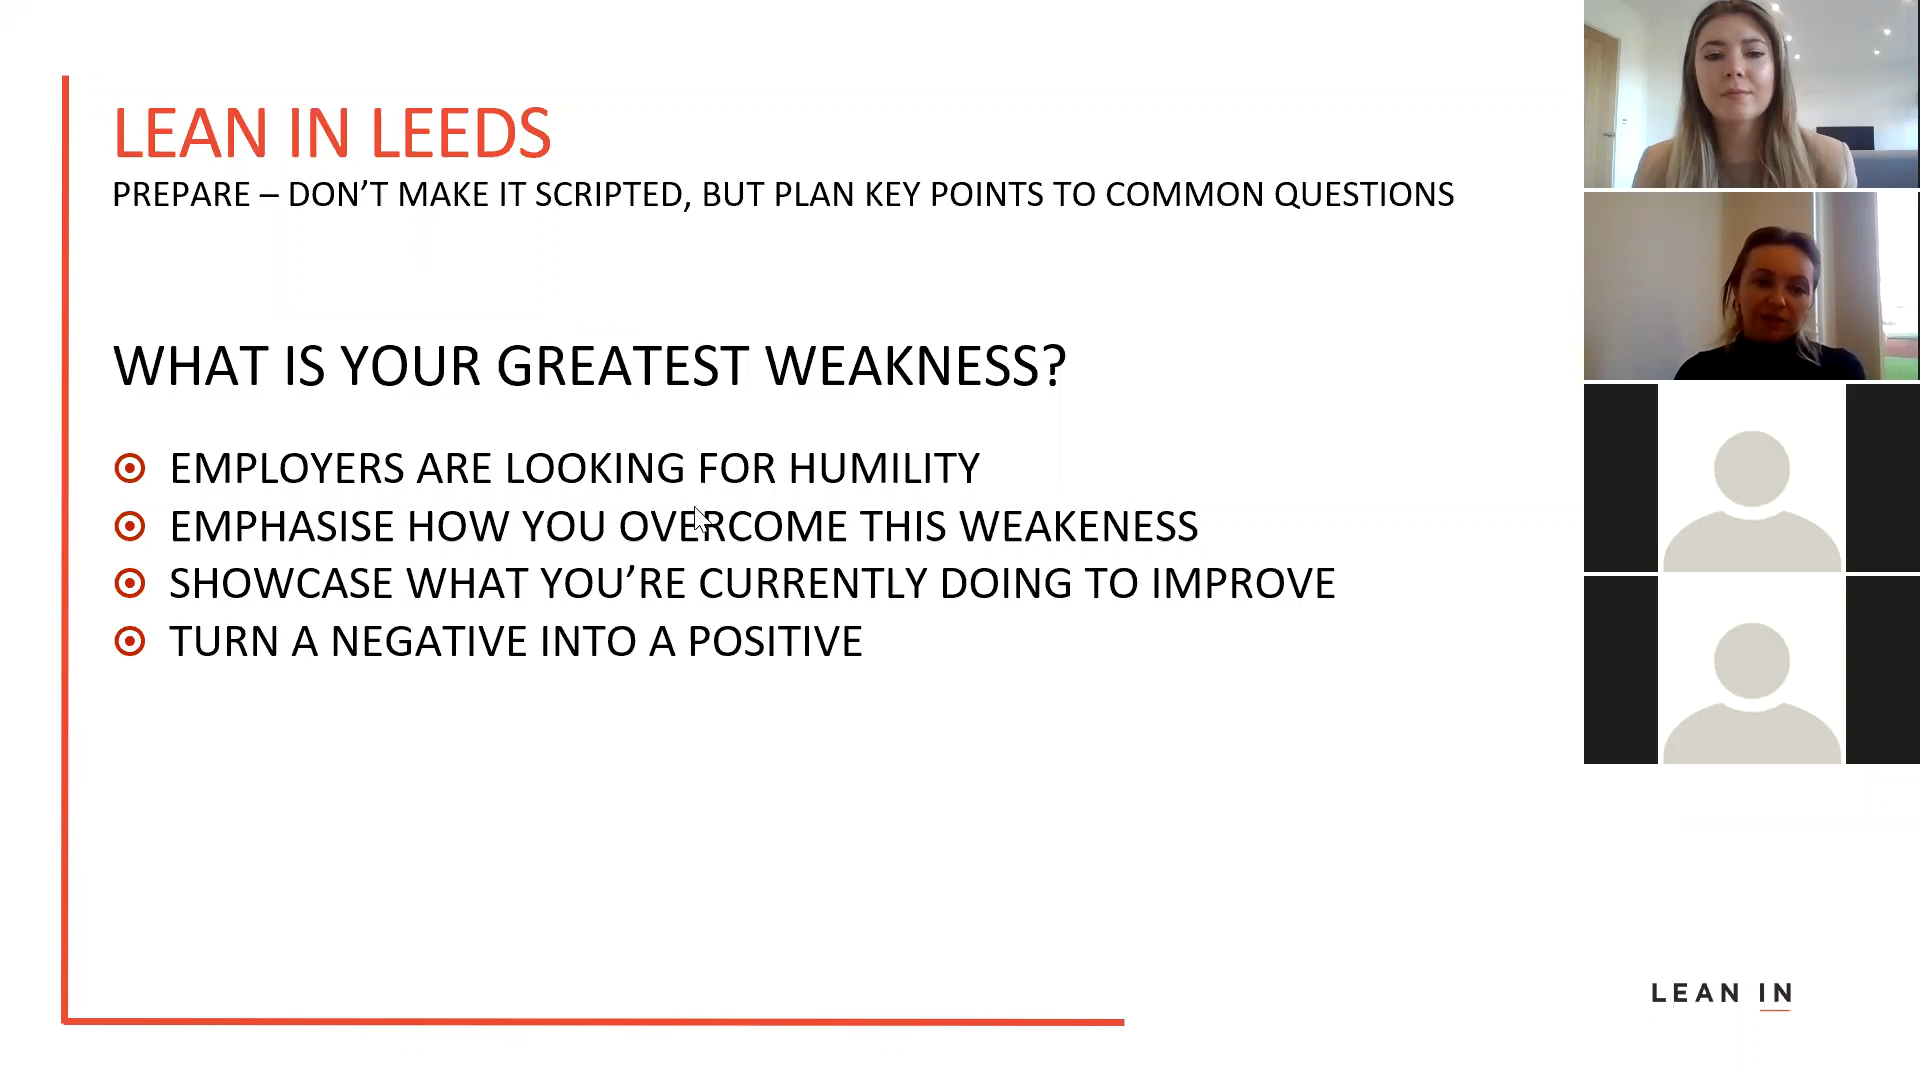 LEAN IN LEEDS
PREPARE – DON’T MAKE IT SCRIPTED, BUT PLAN KEY POINTS TO COMMON QUESTIONS
WHAT IS YOUR GREATEST WEAKNESS?
EMPLOYERS ARE LOOKING FOR HUMILITY
EMPHASISE HOW YOU OVERCOME THIS WEAKENESS
SHOWCASE WHAT YOU’RE CURRENTLY DOING TO IMPROVE
TURN A NEGATIVE INTO A POSITIVE
LEAN IN